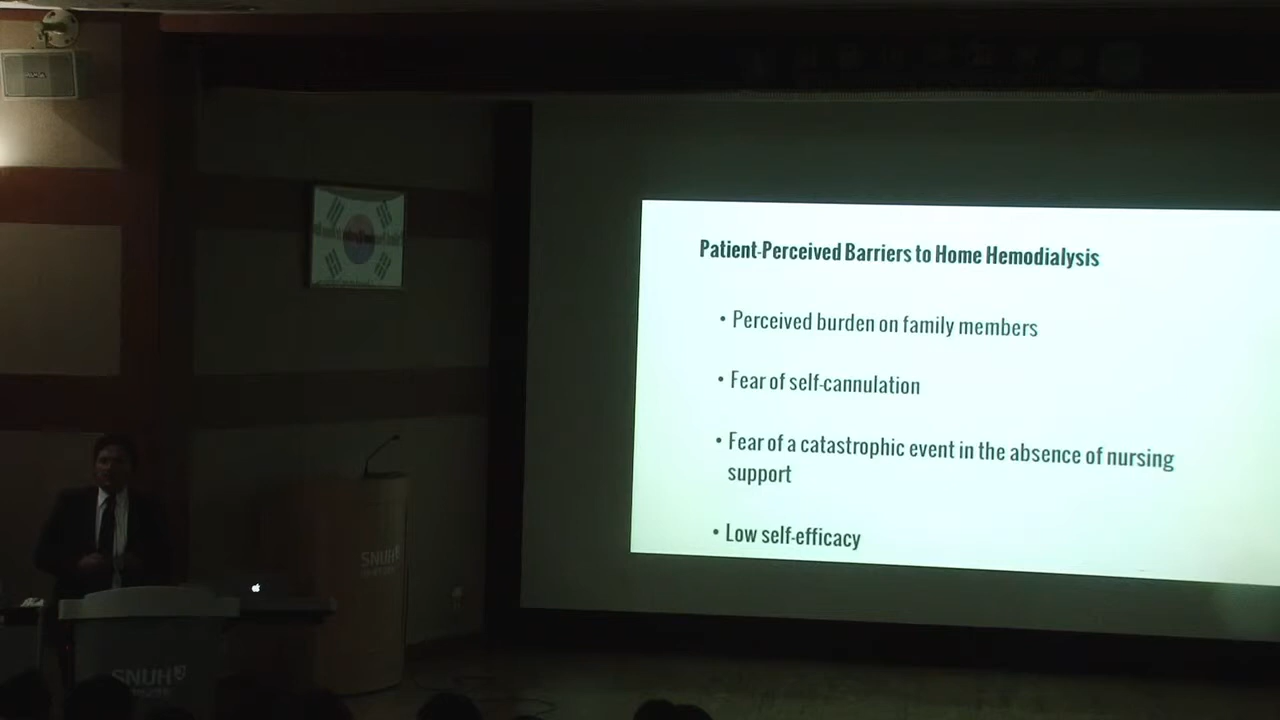 Patient-Perceived Barriers to Home Hemodialysis
• Perceived burden on family members
• Fear of self-cannulation
• Fear of a catastrophic event in the absence of nursing
support
• Low self-efficacy
SNUH
SNUH